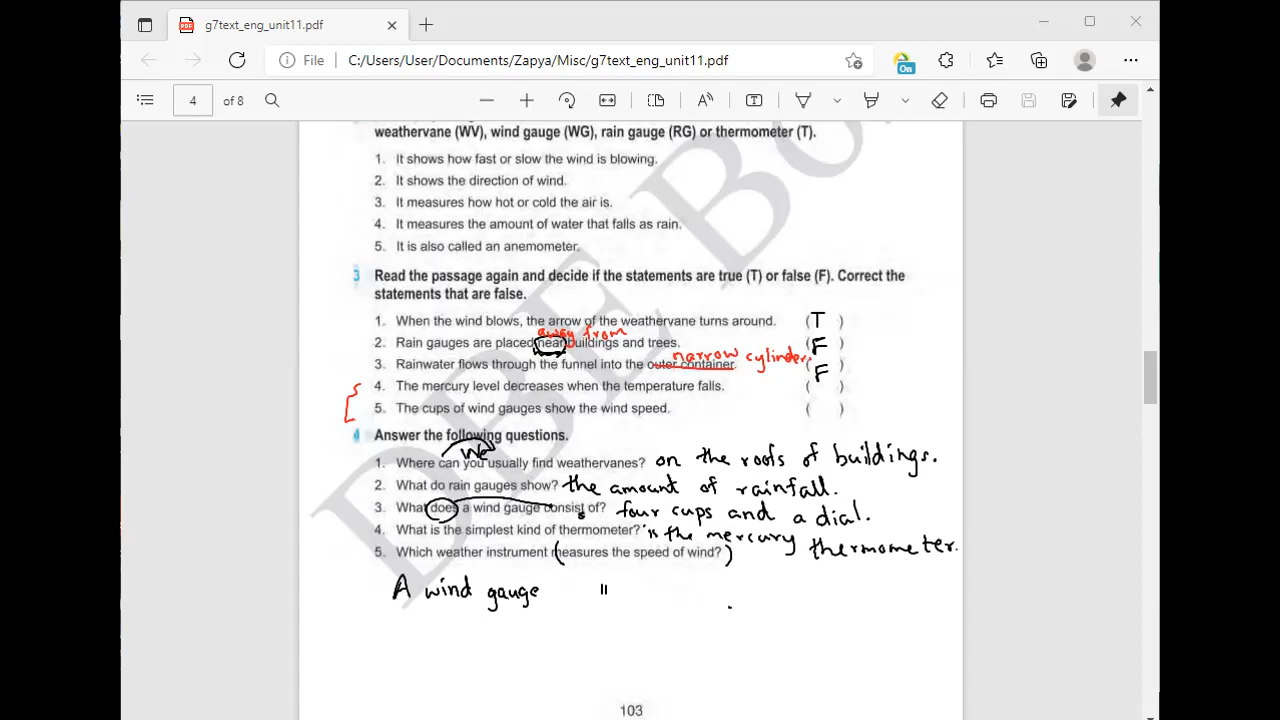 g7text_eng_unit11.pdf
File C:/Users/User/Documents/Zapya/Misc/g7text_eng_unit11.pdf On
4 of 8
weathervane (WV), wind gauge (WG), rain gauge (RG) or thermometer (T).
1. It shows how fast or slow the wind is blowing.
2. It shows the direction of wind.
3. It measures how hot or cold the air is.
4. It measures the amount of water that falls as rain.
5. It is also called an anemometer.
3 Read the passage again and decide if the statements are true (T) or false (F). Correct the
statements that are false.
1. When the wind blows, the arrow of the weathervane turns around. ( T )
away from
2. Rain gauges are placed near buildings and trees. ( F )
narrow cylinder.
3. Rainwater flows through the funnel into the outer container. ( F )
4. The mercury level decreases when the temperature falls. ( )
5. The cups of wind gauges show the wind speed. ( )
4 Answer the following questions.
We
1. Where can you usually find weathervanes? on the roofs of buildings.
2. What do rain gauges show? the amount of rainfall.
3. What does a wind gauge consist of? four cups and a dial.
4. What is the simplest kind of thermometer? is the mercury thermometer.
5. Which weather instrument (measures the speed of wind?)
A wind gauge "
.
103
DBE Bo